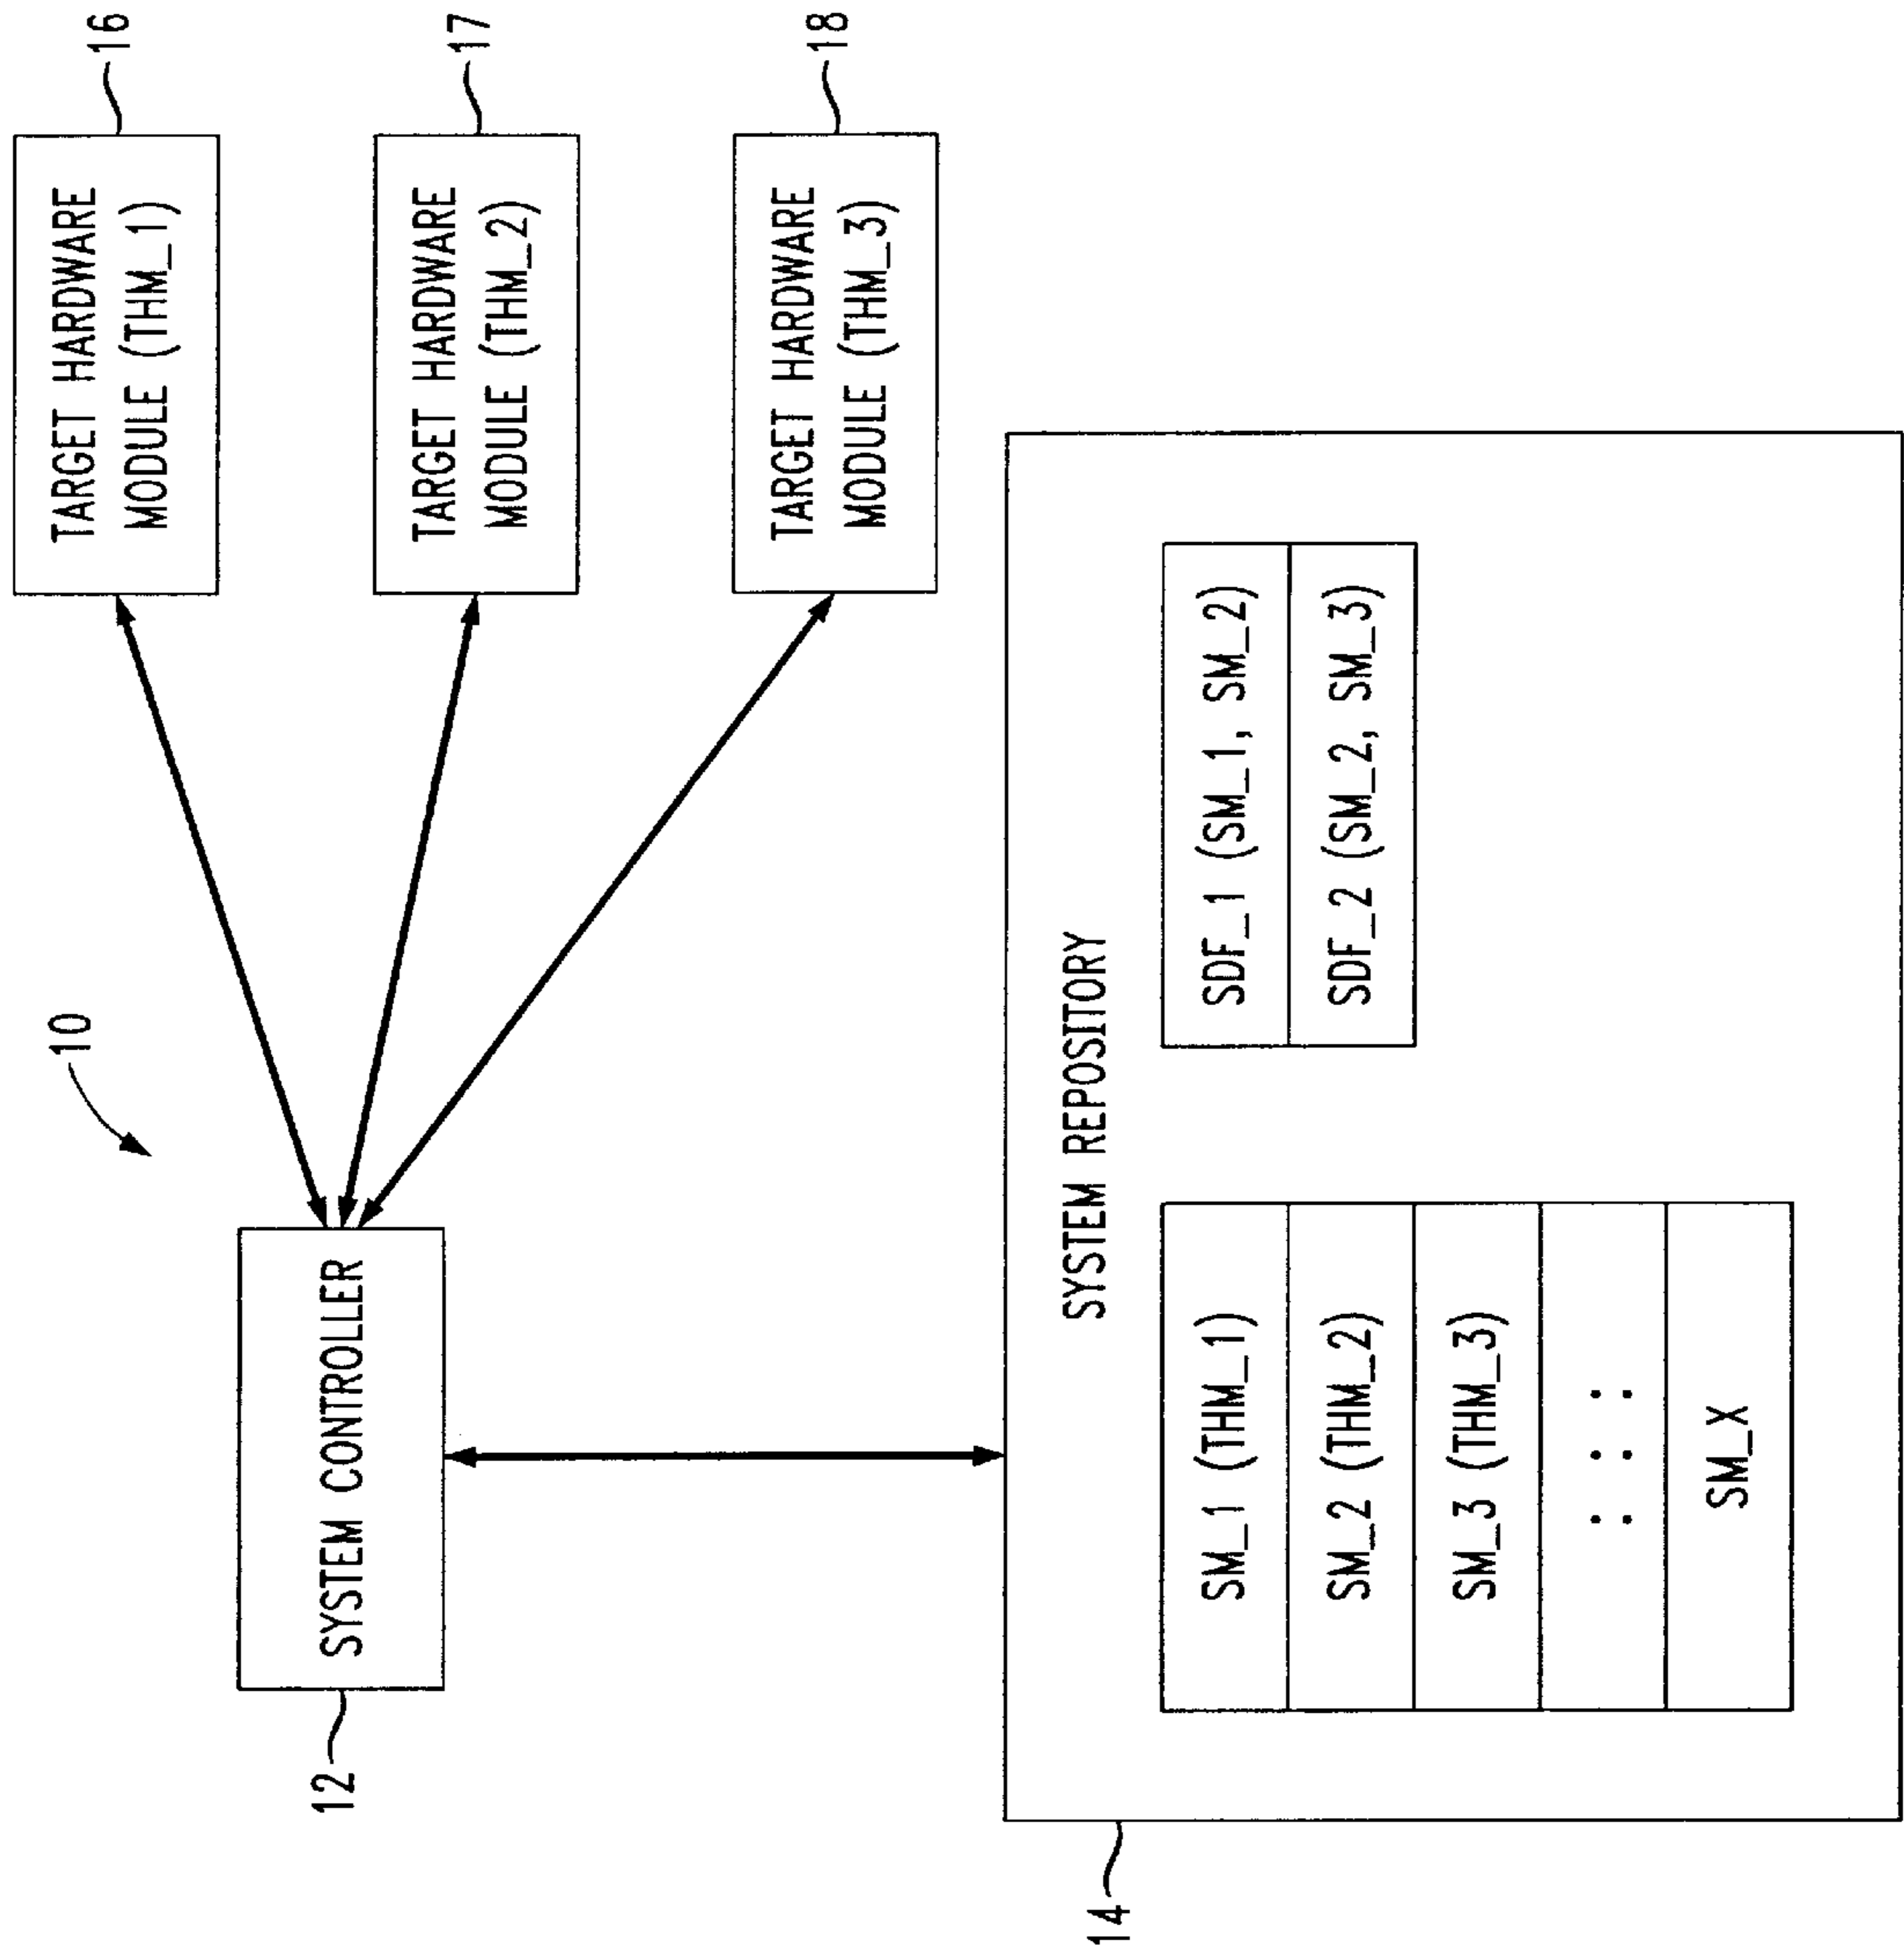 10
SYSTEM CONTROLLER
12
TARGET HARDWARE
MODULE (THM_1)
16
TARGET HARDWARE
MODULE (THM_2)
17
TARGET HARDWARE
MODULE (THM_3)
18
14
SYSTEM REPOSITORY
SM_1 (THM_1)
SM_2 (THM_2)
SM_3 (THM_3)
: : :
SM_X
SDF_1 (SM_1, SM_2)
SDF_2 (SM_2, SM_3)